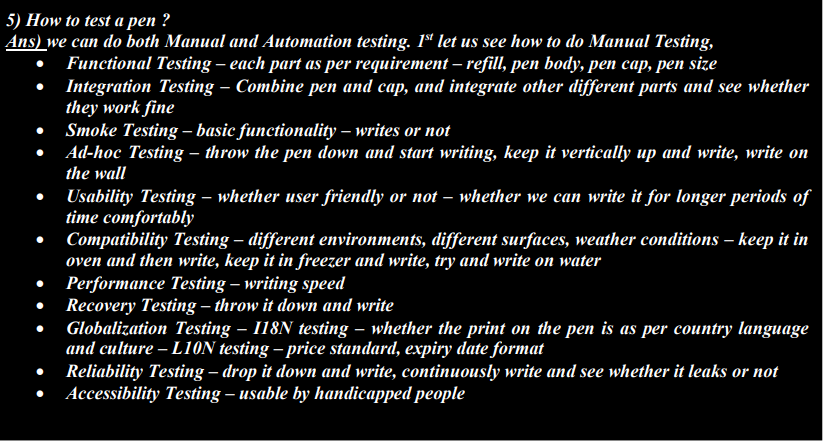 5) How to test a pen ?
Ans) we can do both Manual and Automation testing. 1st let us see how to do Manual Testing,
• Functional Testing – each part as per requirement – refill, pen body, pen cap, pen size
• Integration Testing – Combine pen and cap, and integrate other different parts and see whether
they work fine
• Smoke Testing – basic functionality – writes or not
• Ad-hoc Testing – throw the pen down and start writing, keep it vertically up and write, write on
the wall
• Usability Testing – whether user friendly or not – whether we can write it for longer periods of
time comfortably
• Compatibility Testing – different environments, different surfaces, weather conditions – keep it in
oven and then write, keep it in freezer and write, try and write on water
• Performance Testing – writing speed
• Recovery Testing – throw it down and write
• Globalization Testing – I18N testing – whether the print on the pen is as per country language
and culture – L10N testing – price standard, expiry date format
• Reliability Testing – drop it down and write, continuously write and see whether it leaks or not
• Accessibility Testing – usable by handicapped people